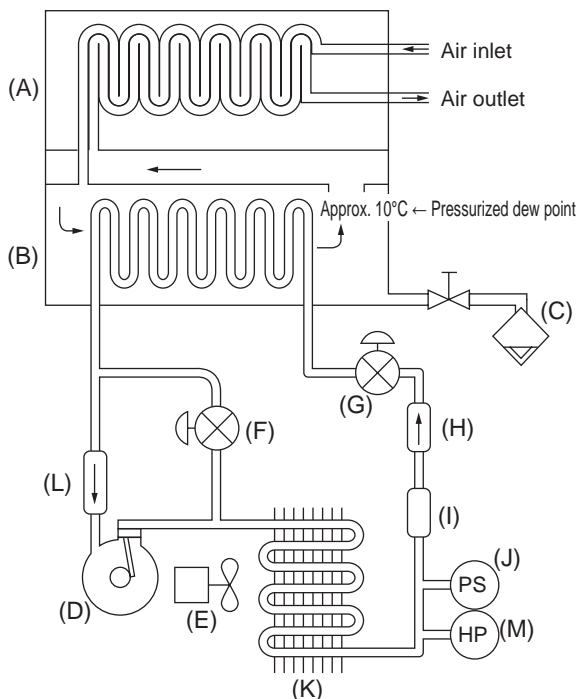 (A)
Air inlet
Air outlet
Approx. 10°C ← Pressurized dew point
(B)
(C)
(G)
(F)
(H)
(L)
(I)
(J)
PS
(D)
(E)
HP
(M)
(K)